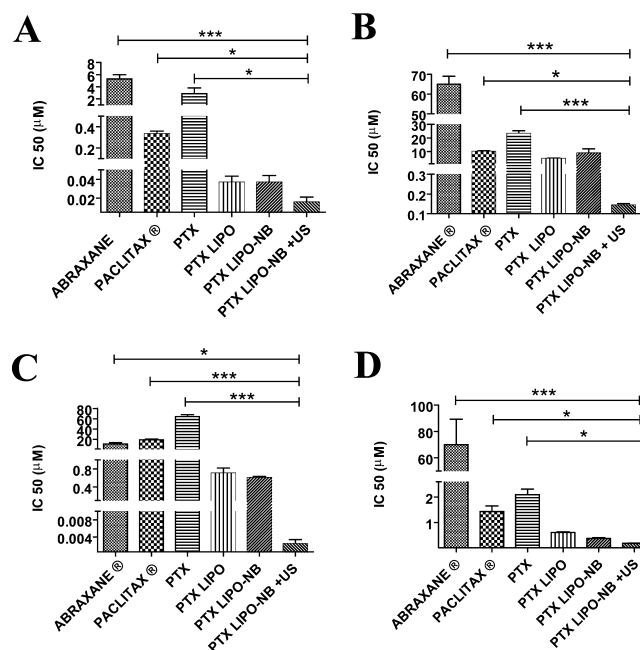 A
***
*
*
IC 50 (μM)
8
6
4
2
0.4
0.2
0.04
0.02
ABRAXANE
PACLITAX ®
PTX
PTX LIPO
PTX LIPO-NB
PTX LIPO-NB +US
B
***
*
***
IC 50 (μM)
70
60
50
30
20
10
0.3
0.2
0.1
ABRAXANE ®
PACLITAX ®
PTX
PTX LIPO
PTX LIPO-NB
PTX LIPO-NB + US
C
*
***
***
IC 50 (μM)
80
60
40
20
0.8
0.4
0.008
0.004
ABRAXANE ®
PACLITAX ®
PTX
PTX LIPO
PTX LIPO-NB
PTX LIPO-NB +US
D
***
*
*
IC 50 (μM)
100
80
60
2
1
ABRAXANE ®
PACLITAX ®
PTX
PTX LIPO
PTX LIPO-NB
PTX LIPO-NB +US